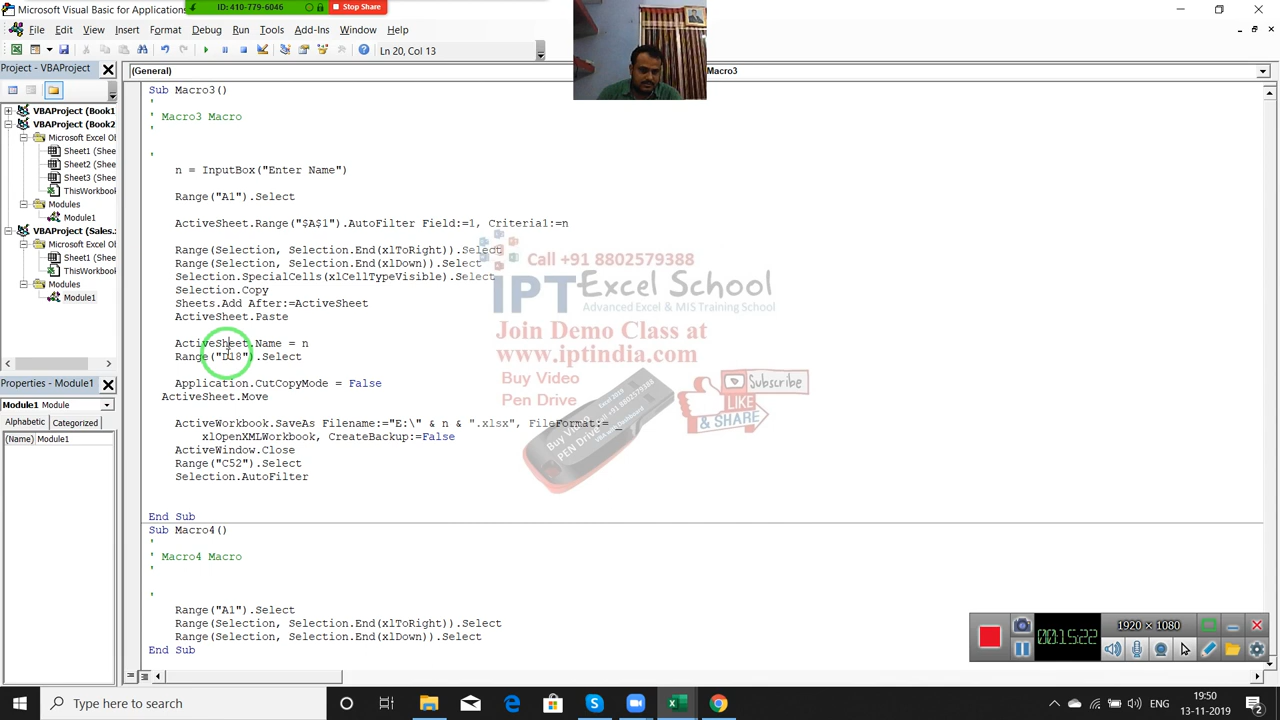 Microsoft Visual Basic for Applications
ID: 410-779-6046
Stop Share
File Edit View Insert Format Debug Run Tools Add-Ins Window Help
Ln 20, Col 13
Project - VBAProject
(General)
Macro3
VBAProject (Book1
VBAProject (Book2
Microsoft Excel Ob
Sheet1 (Shee
Sheet2 (Shee
Sheet3 (Shee
ThisWorkbook
Modules
Module1
VBAProject (Sales.
Microsoft Excel Ob
Sheet1 (Shee
ThisWorkbook
Modules
Module1
Properties - Module1
Module1 Module
Alphabetic Categorized
(Name) Module1
Sub Macro3()
'
' Macro3 Macro
'
'
n = InputBox("Enter Name")
Range("A1").Select
ActiveSheet.Range("$A$1").AutoFilter Field:=1, Criteria1:=n
Range(Selection, Selection.End(xlToRight)).Select
Range(Selection, Selection.End(xlDown)).Select
Selection.SpecialCells(xlCellTypeVisible).Select
Selection.Copy
Sheets.Add After:=ActiveSheet
ActiveSheet.Paste
ActiveSheet.Name = n
Range("D18").Select
Application.CutCopyMode = False
ActiveSheet.Move
ActiveWorkbook.SaveAs Filename:="E:\" & n & ".xlsx", FileFormat:= _
xlOpenXMLWorkbook, CreateBackup:=False
ActiveWindow.Close
Range("C52").Select
Selection.AutoFilter
End Sub
Sub Macro4()
'
' Macro4 Macro
'
'
Range("A1").Select
Range(Selection, Selection.End(xlToRight)).Select
Range(Selection, Selection.End(xlDown)).Select
End Sub
Call +91 8802579388
IPT Excel School
Advanced Excel & MIS Training School
Join Demo Class at
www.iptindia.com
Buy Video
Pen Drive
Subscribe
LIKE
& SHARE
Buy Video
PEN Drive
00:15:22
1920 × 1080
Type here to search
ENG
19:50
13-11-2019
2